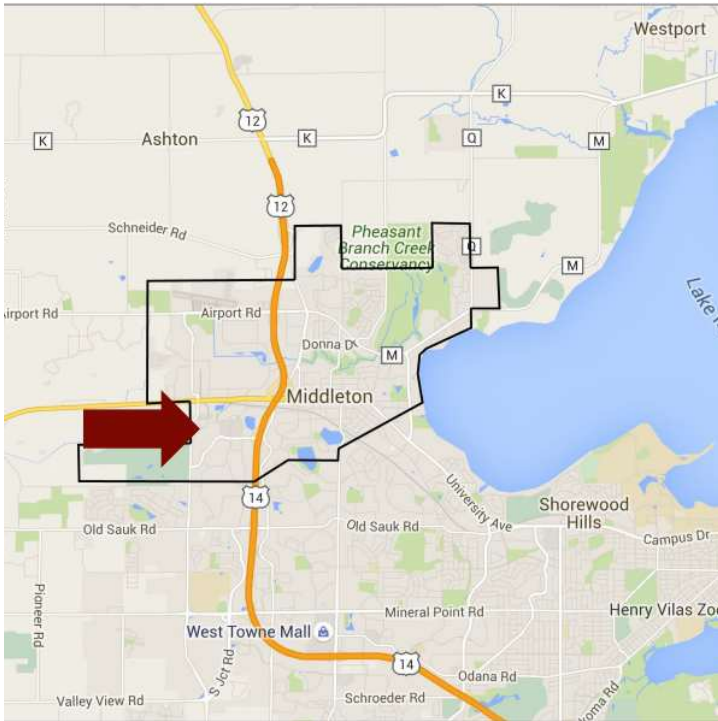 Westport
K
12
Ashton
K
K
Q
M
12
Schneider Rd
Pheasant
Branch Creek
Conservancy
Q
M
Airport Rd
Airport Rd
Donna Dr
M
Lake
Middleton
14
University Ave
Shorewood
Hills
Old Sauk Rd
Old Sauk Rd
Campus Dr
Pioneer Rd
Mineral Point Rd
Henry Vilas Zoo
West Towne Mall
S Jct Rd
14
Odana Rd
Valley View Rd
Schroeder Rd